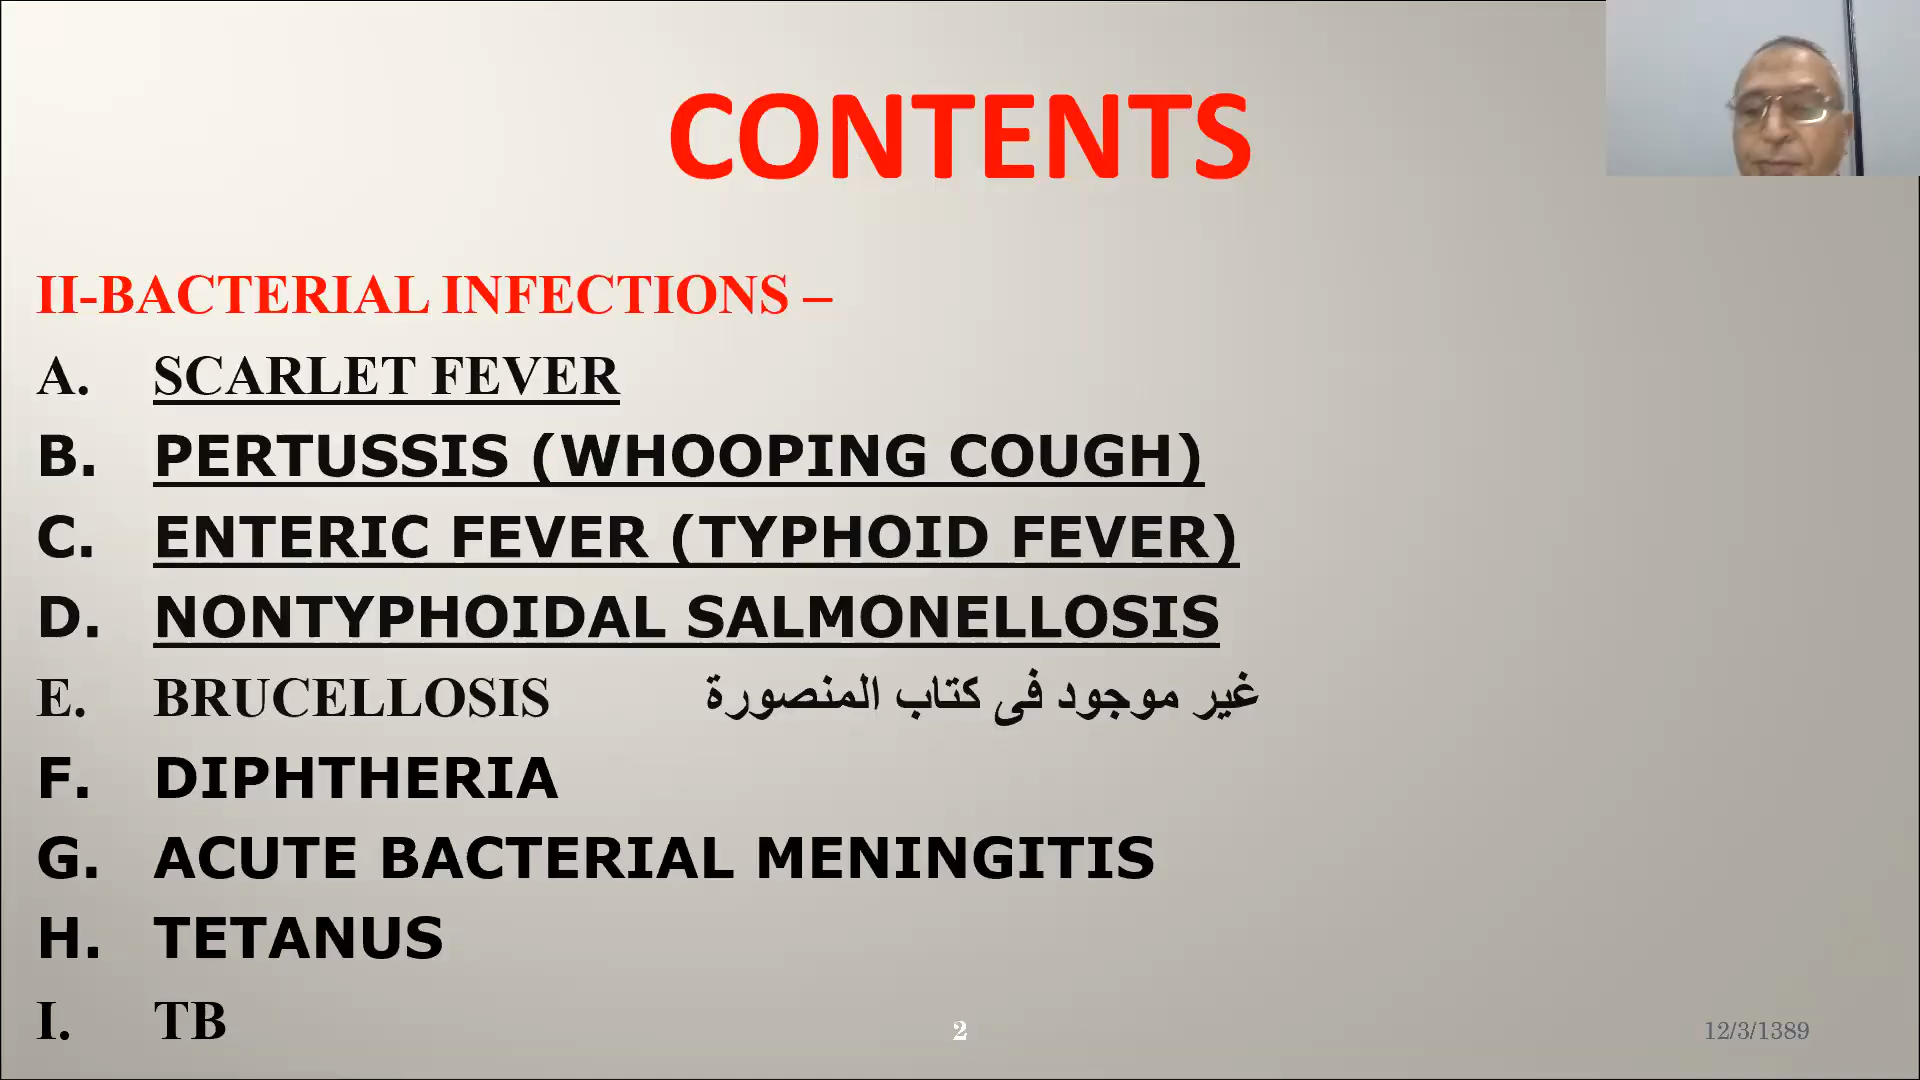 CONTENTS
II-BACTERIAL INFECTIONS –
A. SCARLET FEVER
B. PERTUSSIS (WHOOPING COUGH)
C. ENTERIC FEVER (TYPHOID FEVER)
D. NONTYPHOIDAL SALMONELLOSIS
E. BRUCELLOSIS غير موجود فى كتاب المنصورة
F. DIPHTHERIA
G. ACUTE BACTERIAL MENINGITIS
H. TETANUS
I. TB
2
12/3/1389